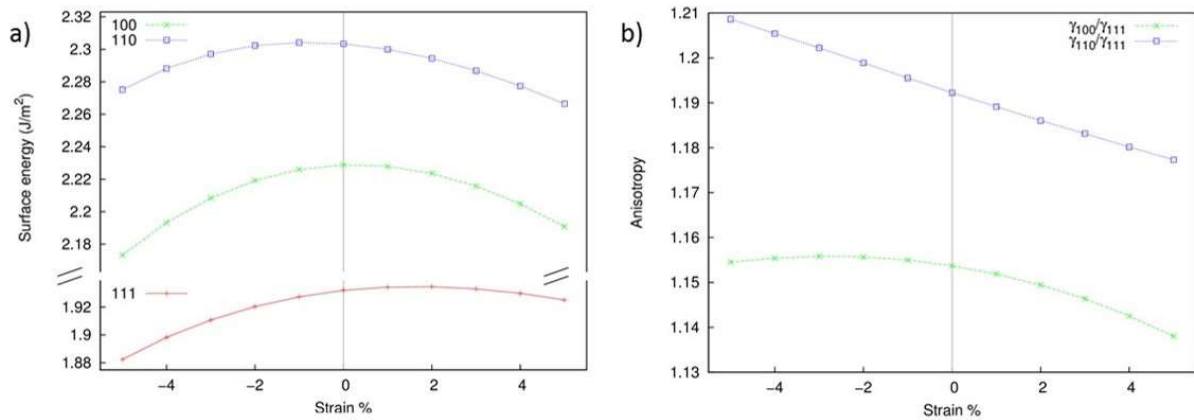 a)
100
110
111
2.32
2.3
2.28
2.26
2.24
2.22
2.2
2.18
1.92
1.9
1.88
Surface energy (J/m²)
−4 −2 0 2 4
Strain %
b)
γ100/γ111
γ110/γ111
1.21
1.2
1.19
1.18
1.17
1.16
1.15
1.14
1.13
Anisotropy
−4 −2 0 2 4
Strain %